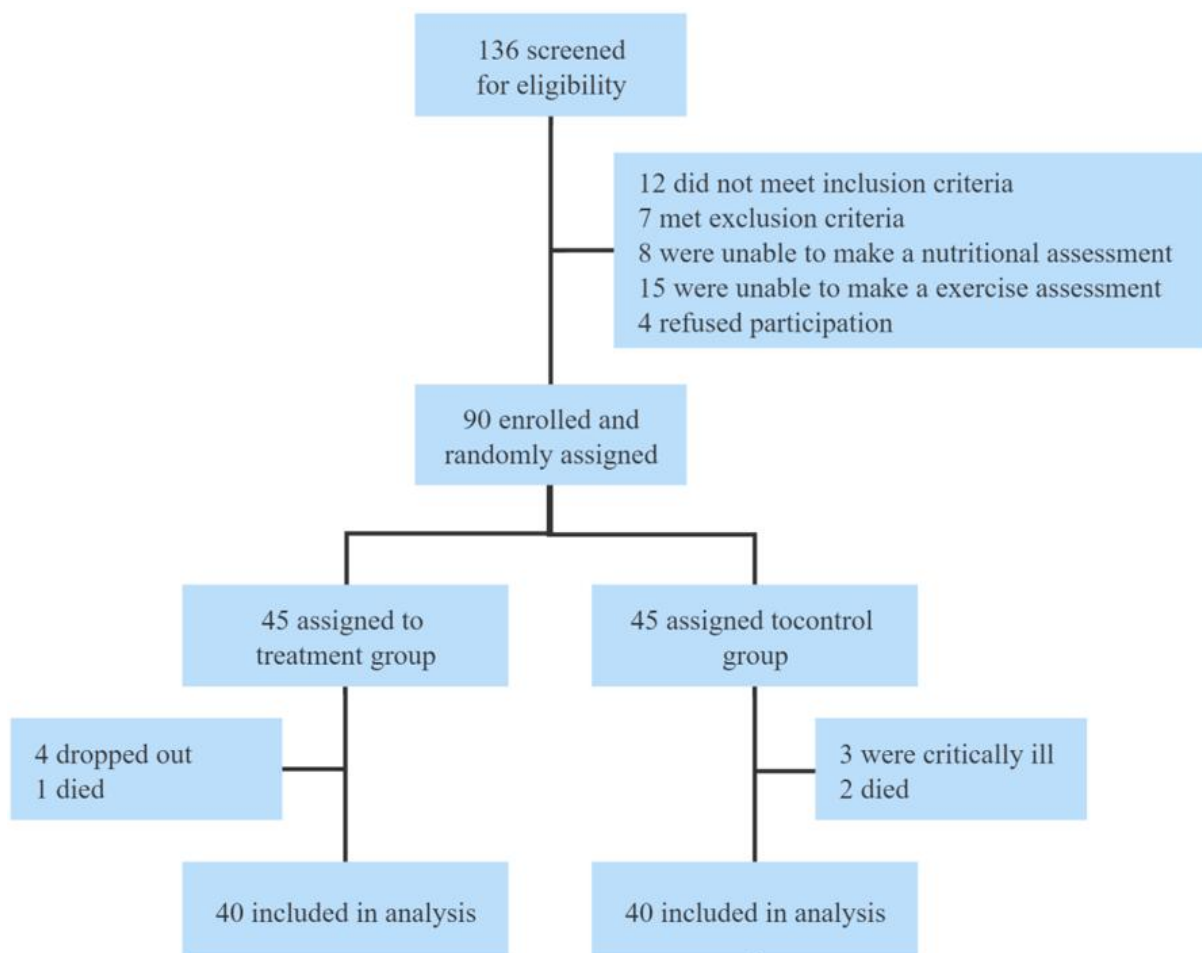 136 screened
for eligibility
12 did not meet inclusion criteria
7 met exclusion criteria
8 were unable to make a nutritional assessment
15 were unable to make a exercise assessment
4 refused participation
90 enrolled and
randomly assigned
45 assigned to
treatment group
45 assigned tocontrol
group
4 dropped out
1 died
3 were critically ill
2 died
40 included in analysis
40 included in analysis